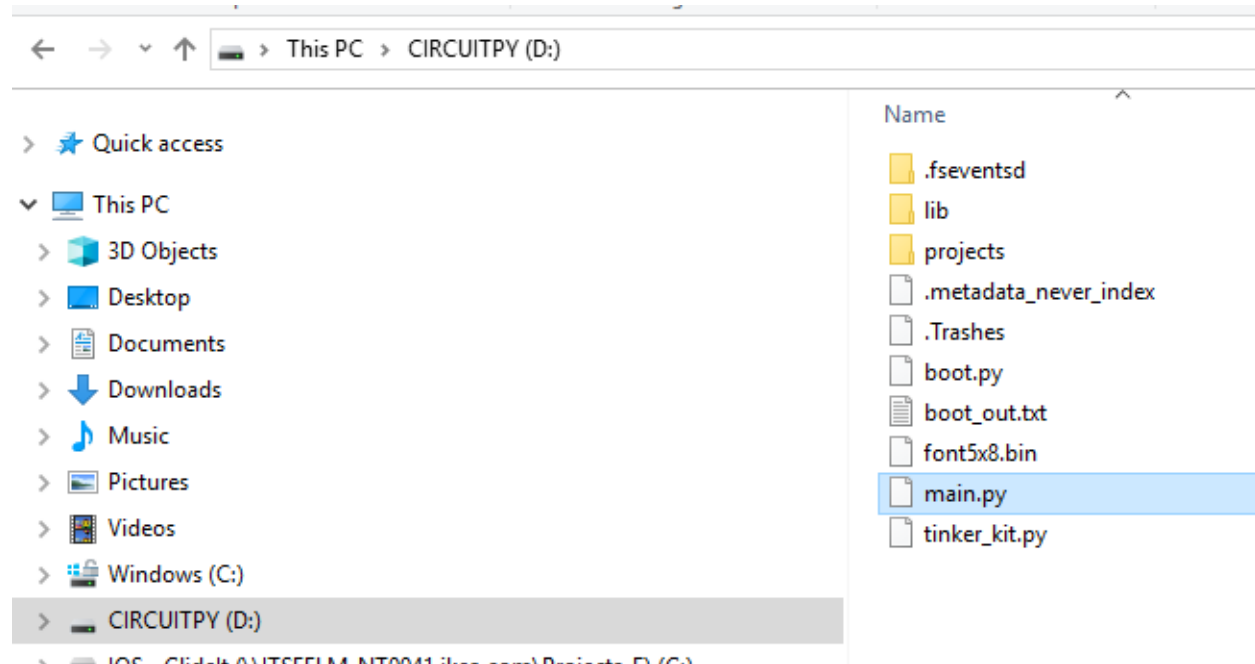 This PC > CIRCUITPY (D:)
Name
Quick access
This PC
3D Objects
Desktop
Documents
Downloads
Music
Pictures
Videos
Windows (C:)
CIRCUITPY (D:)
.fseventsd
lib
projects
.metadata_never_index
.Trashes
boot.py
boot_out.txt
font5x8.bin
main.py
tinker_kit.py